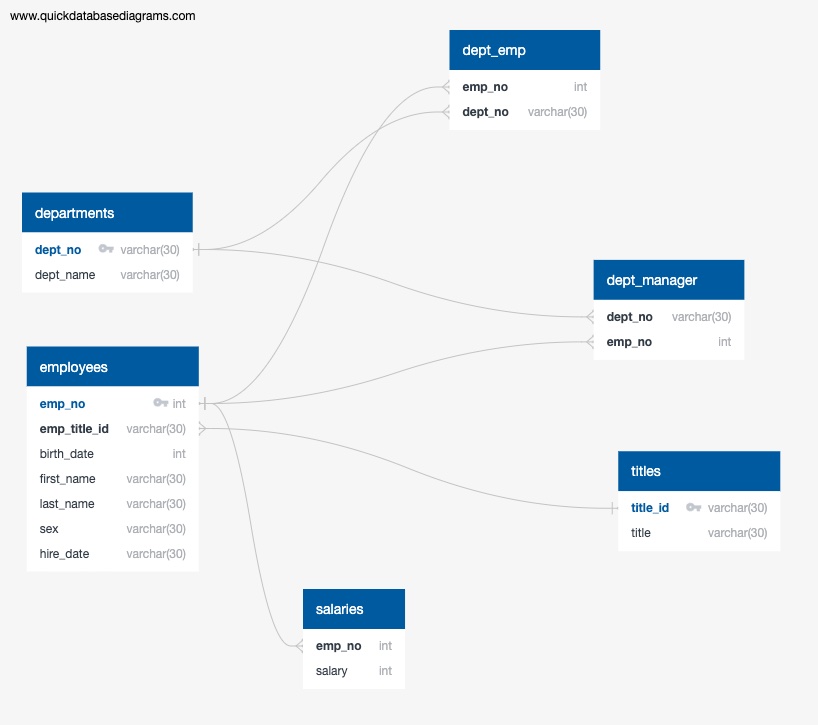 www.quickdatabasediagrams.com
dept_emp
emp_no int
dept_no varchar(30)
departments
dept_no varchar(30)
dept_name varchar(30)
dept_manager
dept_no varchar(30)
emp_no int
employees
emp_no int
emp_title_id varchar(30)
birth_date int
first_name varchar(30)
last_name varchar(30)
sex varchar(30)
hire_date varchar(30)
titles
title_id varchar(30)
title varchar(30)
salaries
emp_no int
salary int